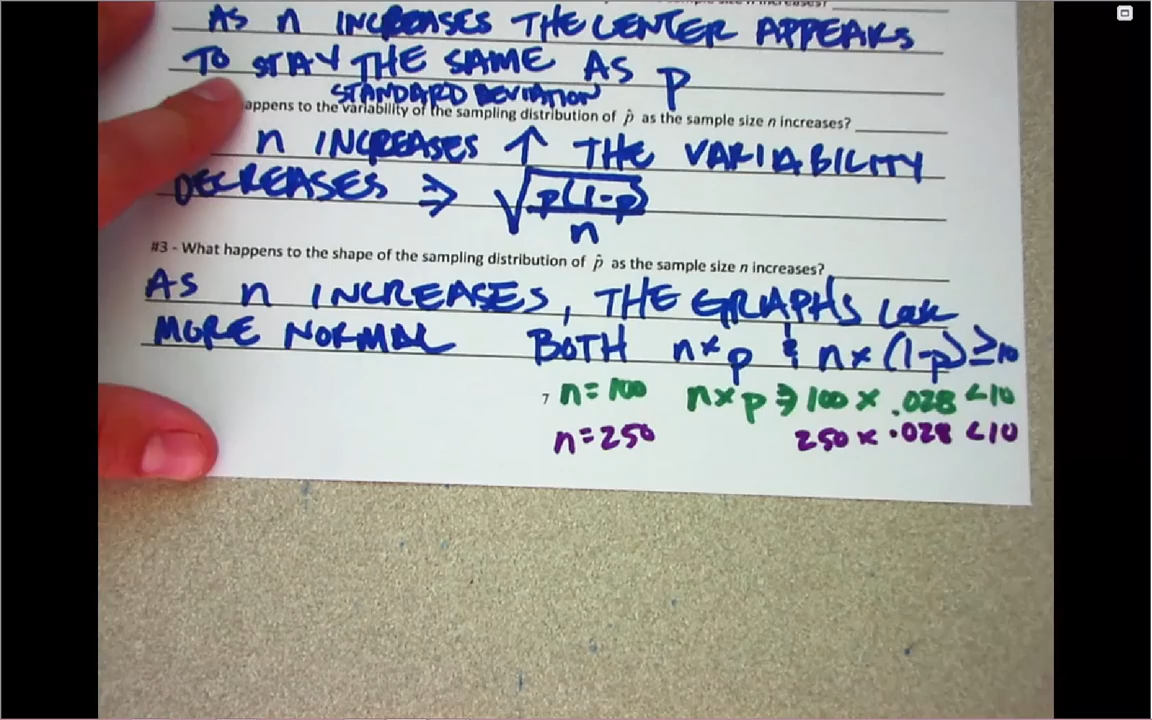 increases?
AS n INCREASES THE CENTER APPEARS
TO STAY THE SAME AS p
STANDARD DEVIATION
appens to the variability of the sampling distribution of p̂ as the sample size n increases?
n INCREASES ↑ THE VARIABILITY
DECREASES ⇒ √p(1-p)
n
#3 - What happens to the shape of the sampling distribution of p̂ as the sample size n increases?
AS n INCREASES, THE GRAPHS LOOK
MORE NORMAL BOTH n×p & n×(1-p)≥10
7 n=100 n×p ⇒ 100 × .028 <10
n=250 250 × .028 <10